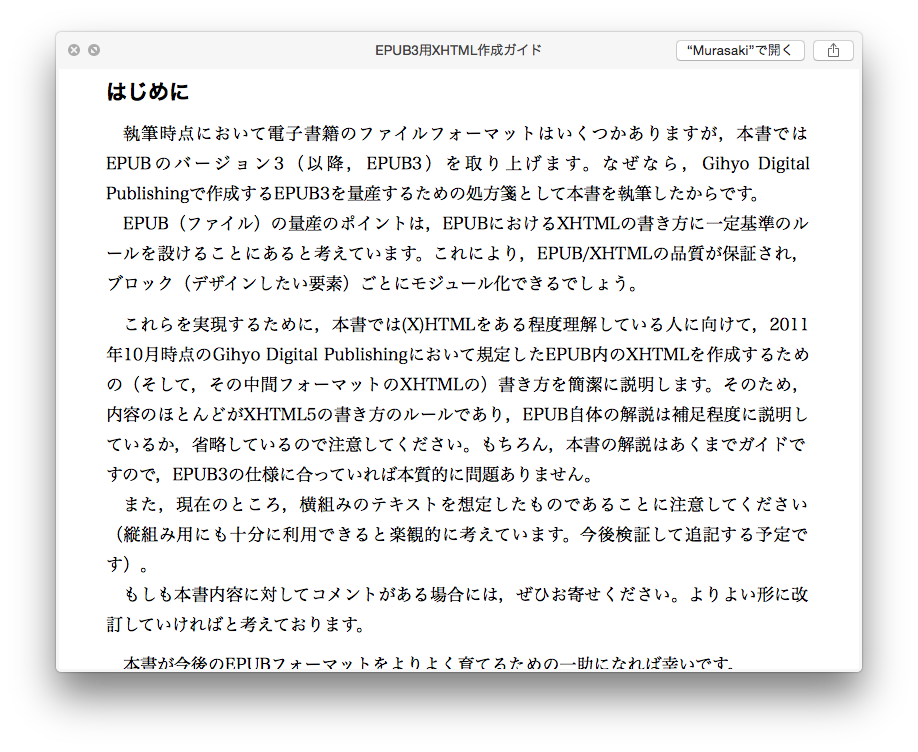 EPUB3用XHTML作成ガイド
“Murasaki”で開く
はじめに
執筆時点において電子書籍のファイルフォーマットはいくつかありますが，本書では
EPUBのバージョン3（以降，EPUB3）を取り上げます。なぜなら，Gihyo Digital
Publishingで作成するEPUB3を量産するための処方箋として本書を執筆したからです。
EPUB（ファイル）の量産のポイントは，EPUBにおけるXHTMLの書き方に一定基準のル
ールを設けることにあると考えています。これにより，EPUB/XHTMLの品質が保証され，
ブロック（デザインしたい要素）ごとにモジュール化できるでしょう。
これらを実現するために，本書では(X)HTMLをある程度理解している人に向けて，2011
年10月時点のGihyo Digital Publishingにおいて規定したEPUB内のXHTMLを作成するため
の（そして，その中間フォーマットのXHTMLの）書き方を簡潔に説明します。そのため，
内容のほとんどがXHTML5の書き方のルールであり，EPUB自体の解説は補足程度に説明し
ているか，省略しているので注意してください。もちろん，本書の解説はあくまでガイドで
すので，EPUB3の仕様に合っていれば本質的に問題ありません。
また，現在のところ，横組みのテキストを想定したものであることに注意してください
（縦組み用にも十分に利用できると楽観的に考えています。今後検証して追記する予定で
す）。
もしも本書内容に対してコメントがある場合には，ぜひお寄せください。よりよい形に改
訂していければと考えております。
本書が今後のEPUBフォーマットをよりよく育てるための一助になれば幸いです。